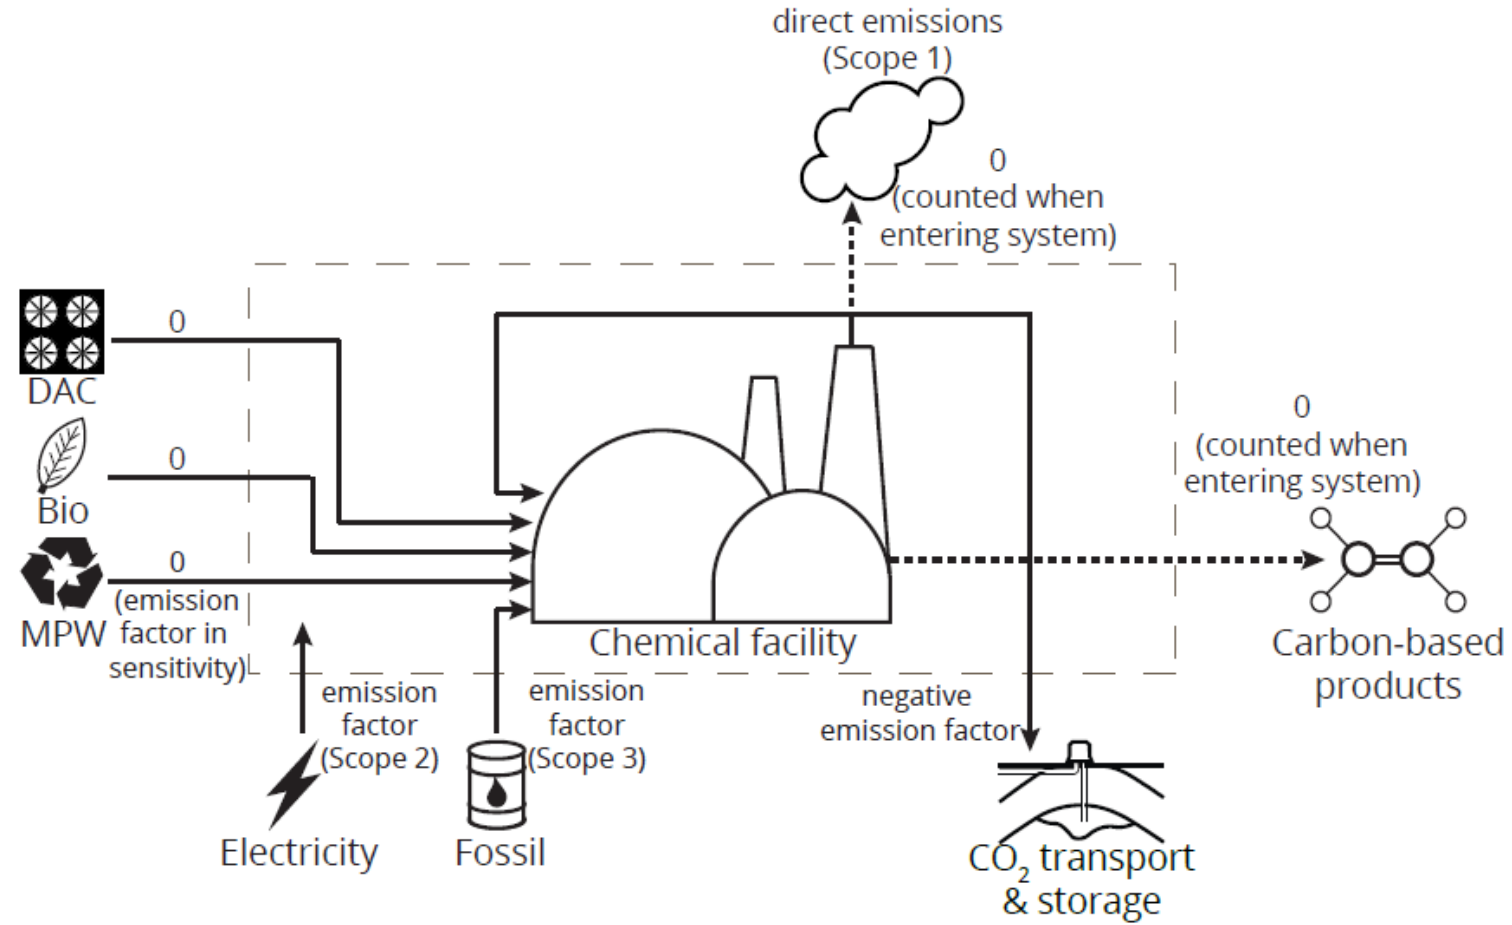 direct emissions
(Scope 1)
0
(counted when
entering system)
0
DAC
0
Bio
0
(emission
factor in
sensitivity)
MPW
Chemical facility
0
(counted when
entering system)
Carbon-based
products
emission
factor
(Scope 2)
Electricity
emission
factor
(Scope 3)
Fossil
negative
emission factor
CO₂ transport
& storage